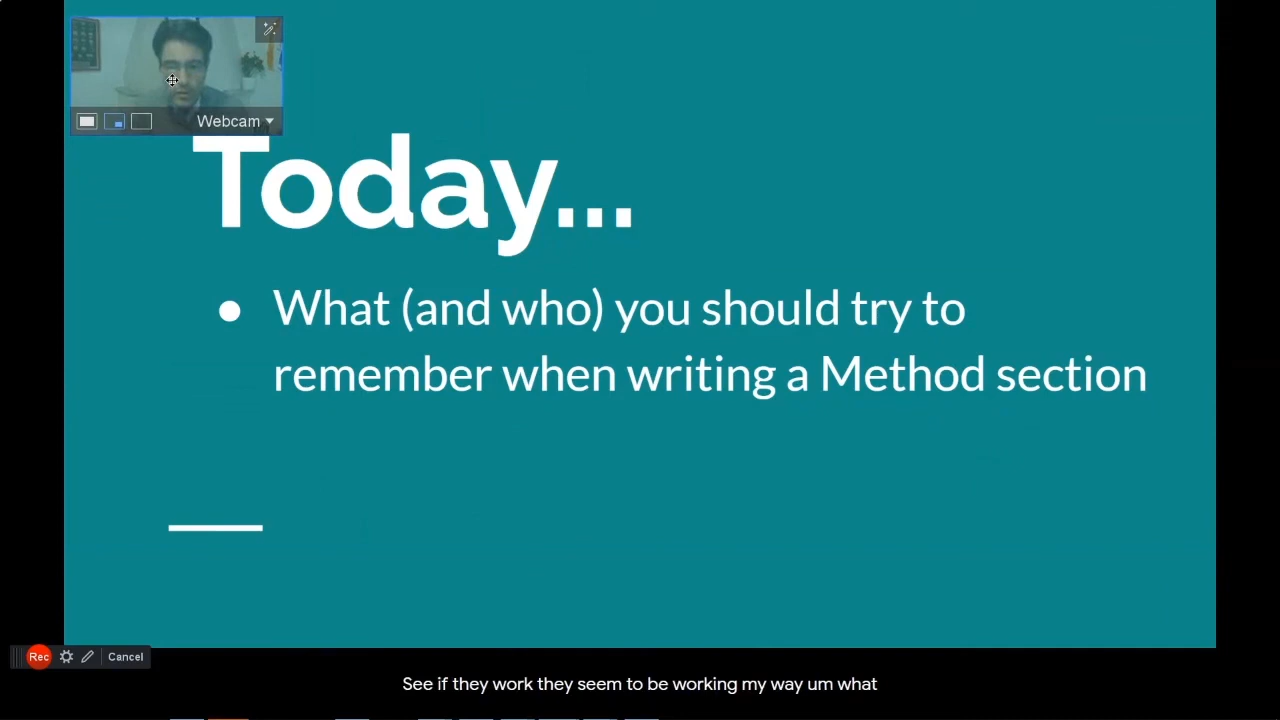 Webcam
Today...
● What (and who) you should try to
remember when writing a Method section
Rec Cancel
See if they work they seem to be working my way um what